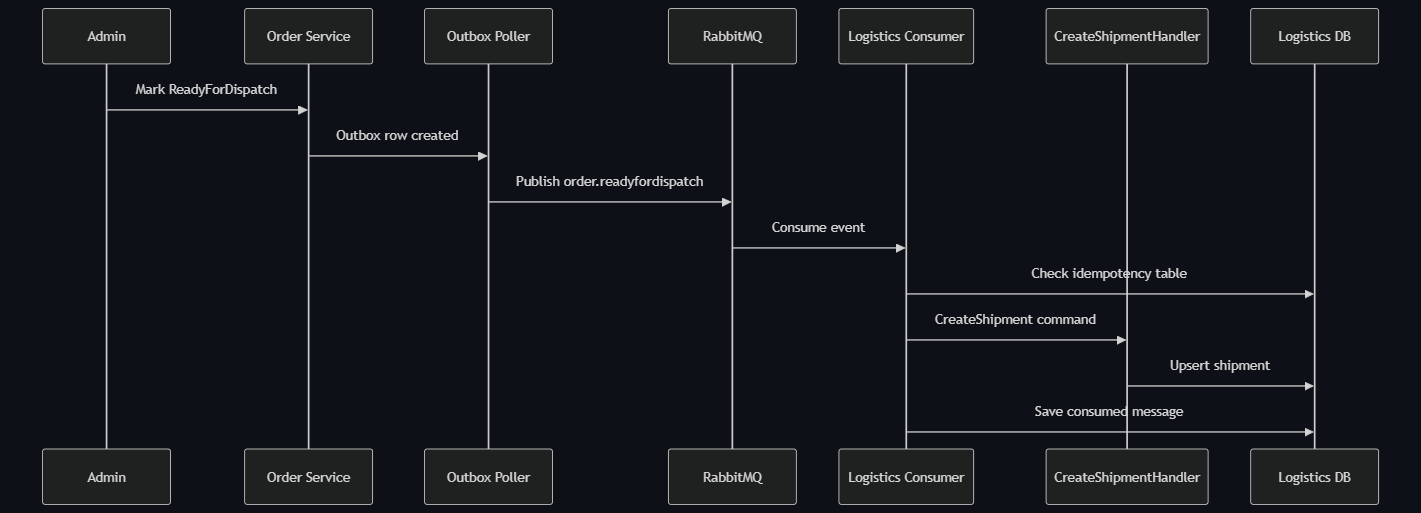 Admin
Order Service
Outbox Poller
RabbitMQ
Logistics Consumer
CreateShipmentHandler
Logistics DB
Mark ReadyForDispatch
Outbox row created
Publish order.readyfordispatch
Consume event
Check idempotency table
CreateShipment command
Upsert shipment
Save consumed message
Admin
Order Service
Outbox Poller
RabbitMQ
Logistics Consumer
CreateShipmentHandler
Logistics DB